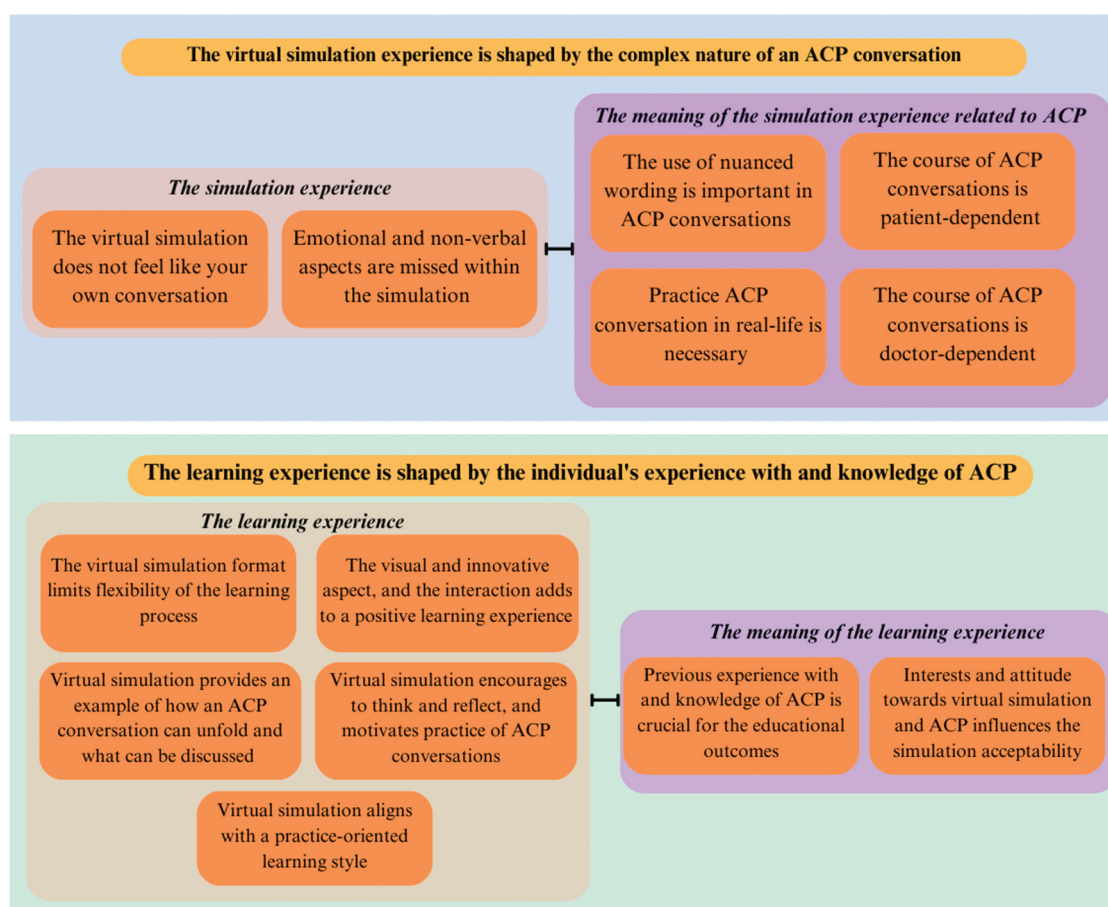 The virtual simulation experience is shaped by the complex nature of an ACP conversation
The meaning of the simulation experience related to ACP
The simulation experience
The virtual simulation
does not feel like your
own conversation
Emotional and non-verbal
aspects are missed within
the simulation
The use of nuanced
wording is important in
ACP conversations
The course of ACP
conversations is
patient-dependent
Practice ACP
conversation in real-life is
necessary
The course of ACP
conversations is
doctor-dependent
The learning experience is shaped by the individual's experience with and knowledge of ACP
The learning experience
The virtual simulation format
limits flexibility of the learning
process
The visual and innovative
aspect, and the interaction adds
to a positive learning experience
Virtual simulation provides an
example of how an ACP
conversation can unfold and
what can be discussed
Virtual simulation encourages
to think and reflect, and
motivates practice of ACP
conversations
Virtual simulation aligns
with a practice-oriented
learning style
The meaning of the learning experience
Previous experience with
and knowledge of ACP is
crucial for the educational
outcomes
Interests and attitude
towards virtual simulation
and ACP influences the
simulation acceptability